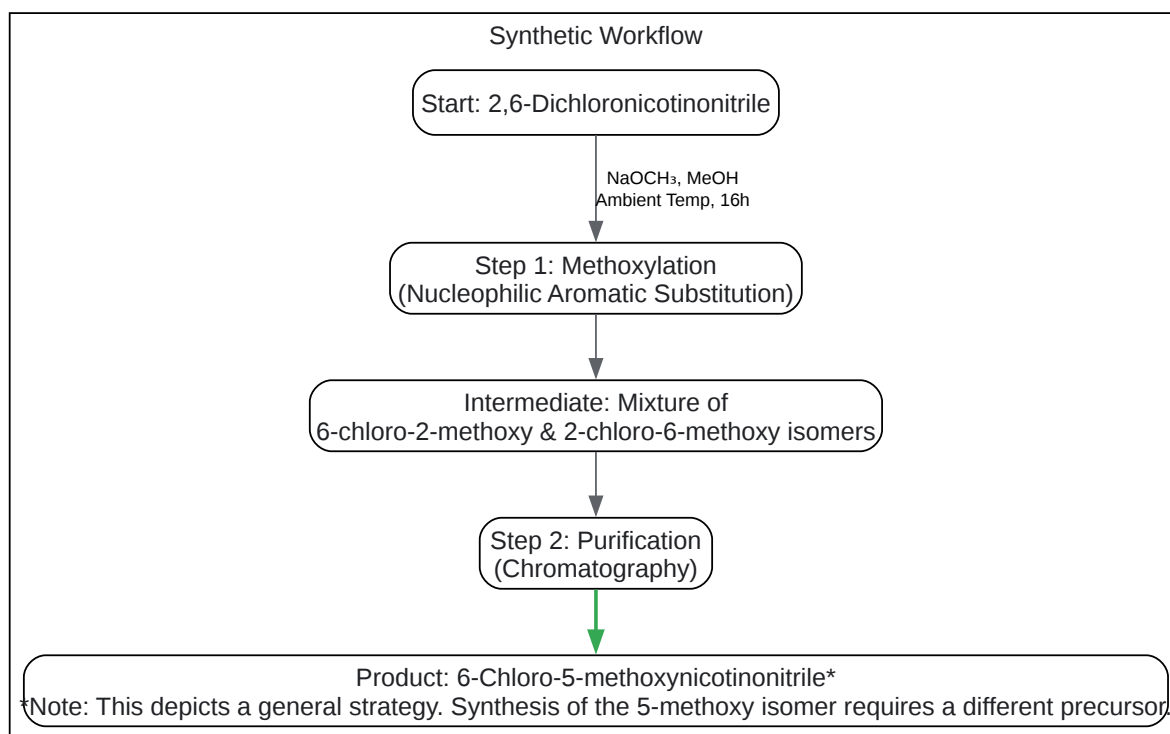 Synthetic Workflow
Start: 2,6-Dichloronicotinonitrile
NaOCH₃, MeOH
Ambient Temp, 16h
Step 1: Methoxylation
(Nucleophilic Aromatic Substitution)
Intermediate: Mixture of
6-chloro-2-methoxy & 2-chloro-6-methoxy isomers
Step 2: Purification
(Chromatography)
Product: 6-Chloro-5-methoxynicotinonitrile*
*Note: This depicts a general strategy. Synthesis of the 5-methoxy isomer requires a different precursor.